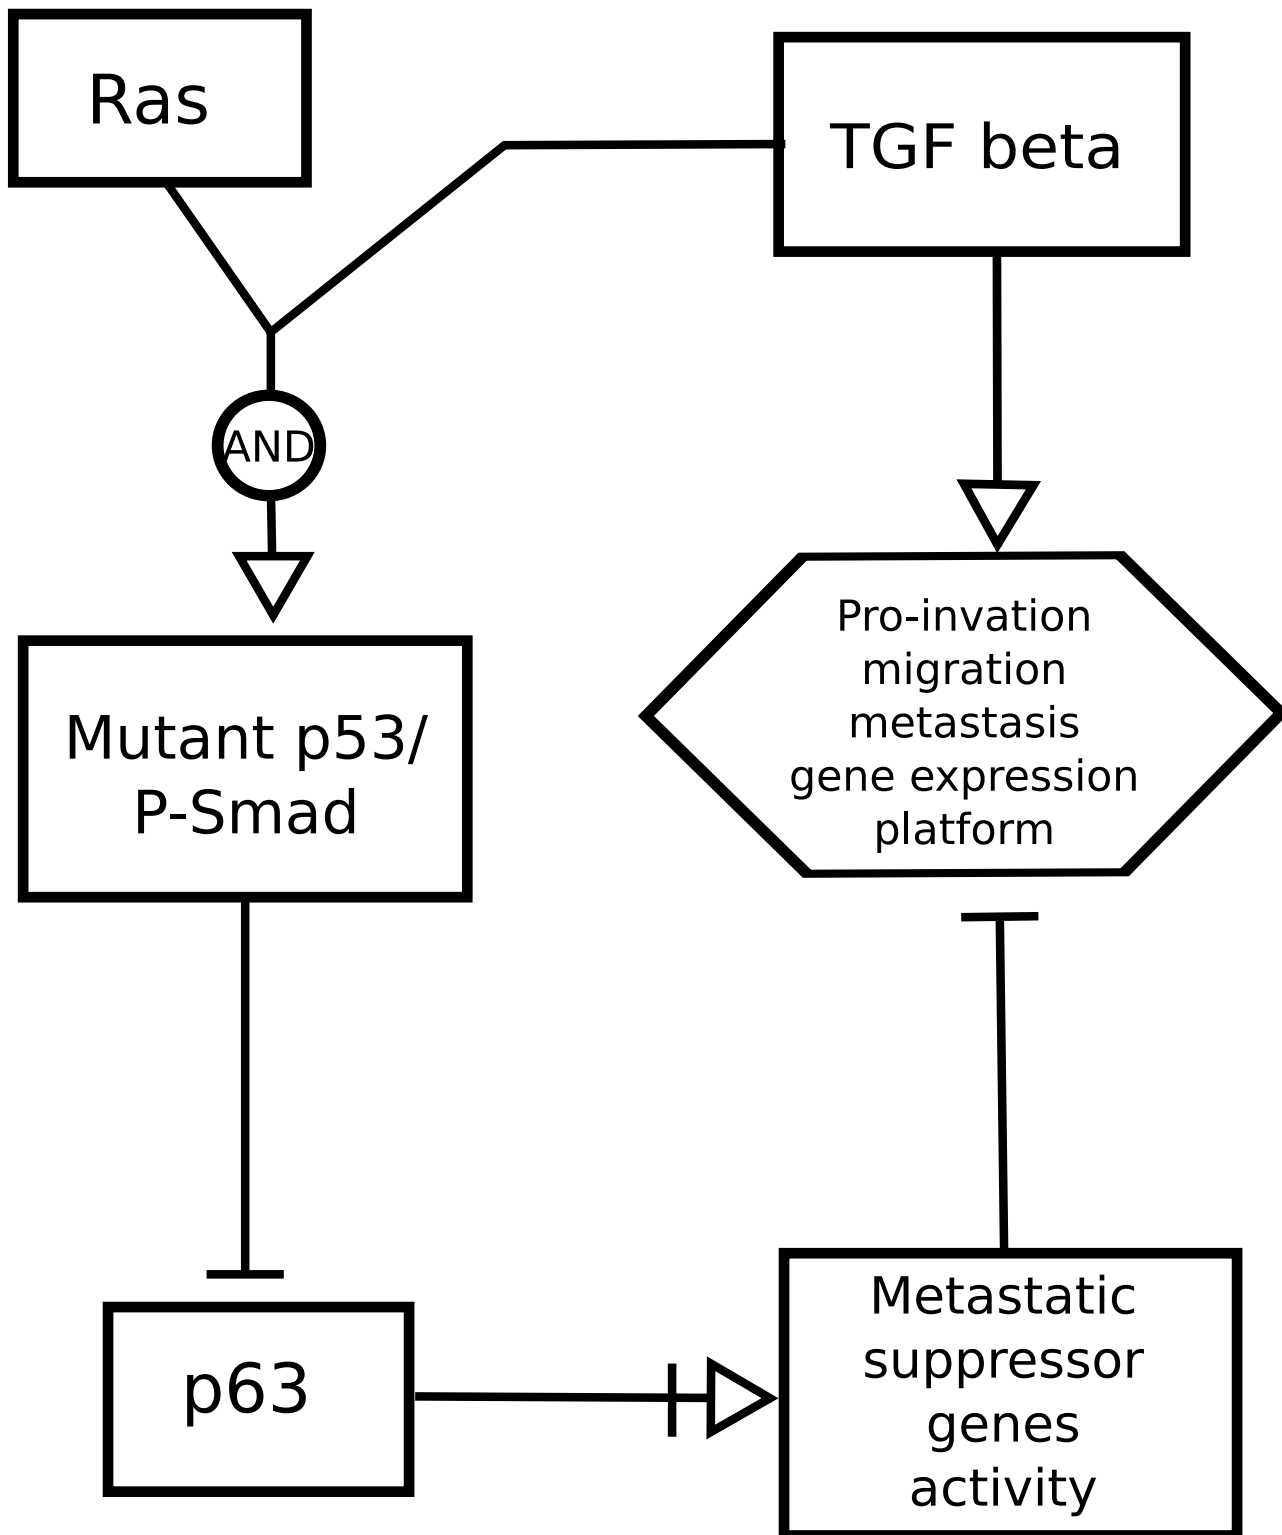 Ras
TGF beta
AND
Mutant p53/
P-Smad
Pro-invation
migration
metastasis
gene expression
platform
p63
Metastatic
suppressor
genes
activity